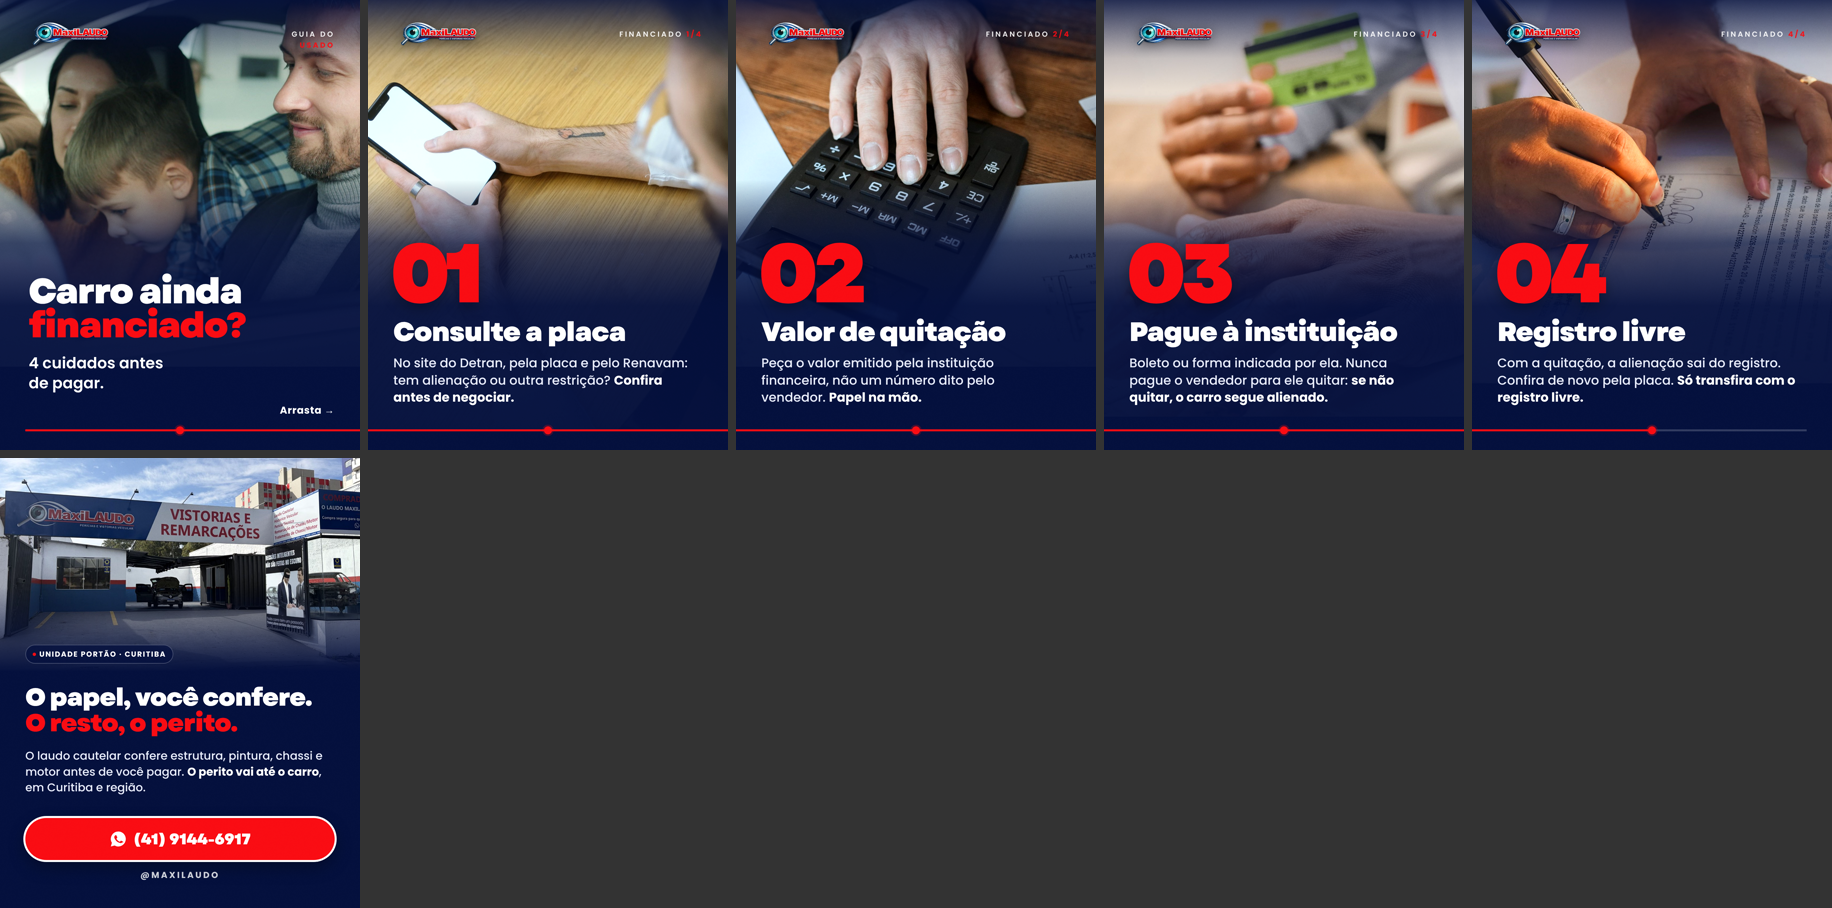 MaxiLAUDO
GUIA DO
USADO
Carro ainda
financiado?
4 cuidados antes
de pagar.
Arrasta →
MaxiLAUDO
FINANCIADO 1/4
01
Consulte a placa
No site do Detran, pela placa e pelo Renavam:
tem alienação ou outra restrição? Confira
antes de negociar.
MaxiLAUDO
FINANCIADO 2/4
02
Valor de quitação
Peça o valor emitido pela instituição
financeira, não um número dito pelo
vendedor. Papel na mão.
MaxiLAUDO
FINANCIADO 3/4
03
Pague à instituição
Boleto ou forma indicada por ela. Nunca
pague o vendedor para ele quitar: se não
quitar, o carro segue alienado.
MaxiLAUDO
FINANCIADO 4/4
04
Registro livre
Com a quitação, a alienação sai do registro.
Confira de novo pela placa. Só transfira com o
registro livre.
MaxiLAUDO
VISTORIAS E
REMARCAÇÕES
UNIDADE PORTÃO · CURITIBA
O papel, você confere.
O resto, o perito.
O laudo cautelar confere estrutura, pintura, chassi e
motor antes de você pagar. O perito vai até o carro,
em Curitiba e região.
(41) 9144-6917
@MAXILAUDO